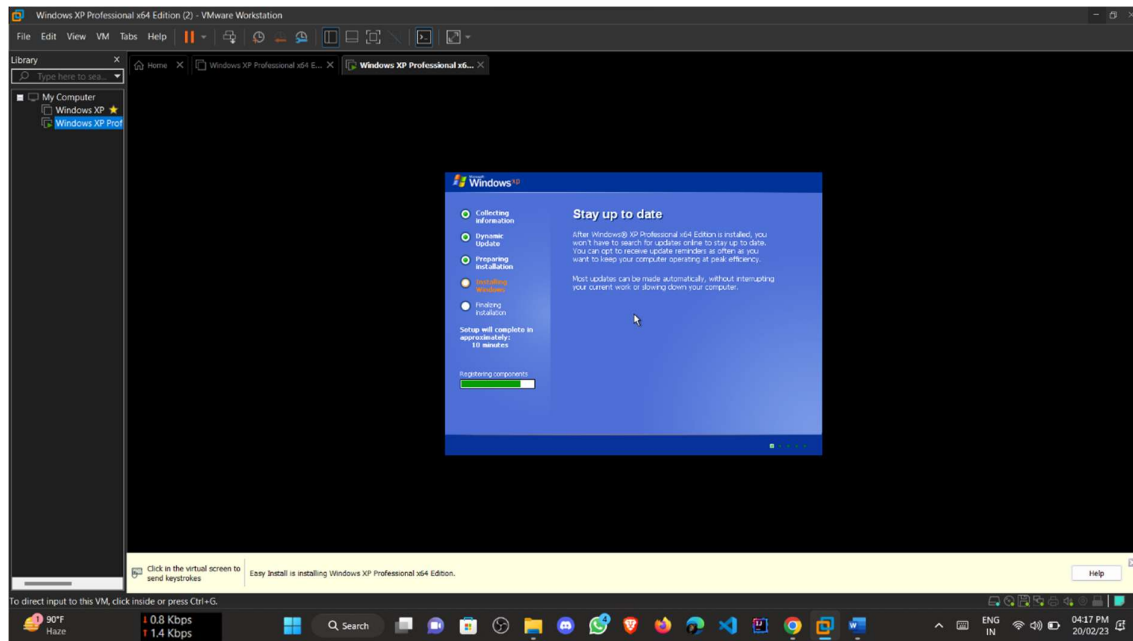 Windows XP Professional x64 Edition (2) - VMware Workstation
File Edit View VM Tabs Help
Library
Type here to sea...
Home
Windows XP Professional x64 E...
Windows XP Professional x6...
My Computer
Windows XP
Windows XP Prof
Microsoft
Windows xp
Collecting
information
Dynamic
Update
Preparing
installation
Installing
Windows
Finalizing
installation
Setup will complete in
approximately:
10 minutes
Registering components
Stay up to date
After Windows® XP Professional x64 Edition is installed, you
won't have to search for updates online to stay up to date.
You can opt to receive update reminders as often as you
want to keep your computer operating at peak efficiency.
Most updates can be made automatically, without interrupting
your current work or slowing down your computer.
Click in the virtual screen to
send keystrokes
Easy Install is installing Windows XP Professional x64 Edition.
Help
To direct input to this VM, click inside or press Ctrl+G.
90°F
Haze
0.8 Kbps
1.4 Kbps
Search
ENG
IN
04:17 PM
20/02/23